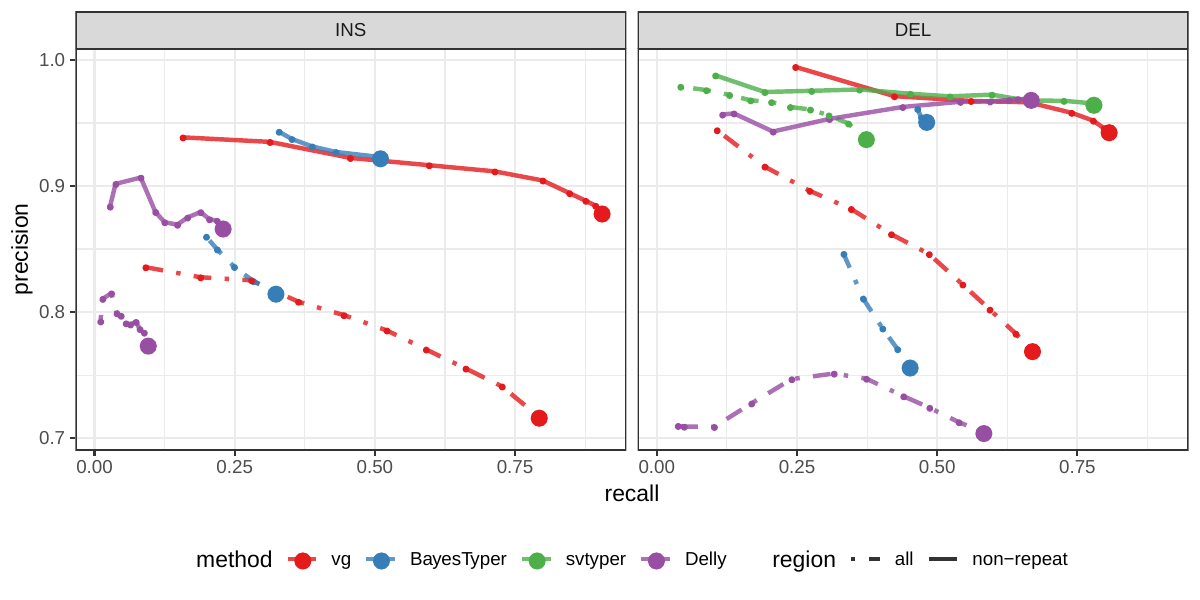 INS DEL
1.0
0.9
0.8
0.7
precision
0.00 0.25 0.50 0.75 0.00 0.25 0.50 0.75
recall
method vg BayesTyper svtyper Delly region all non−repeat